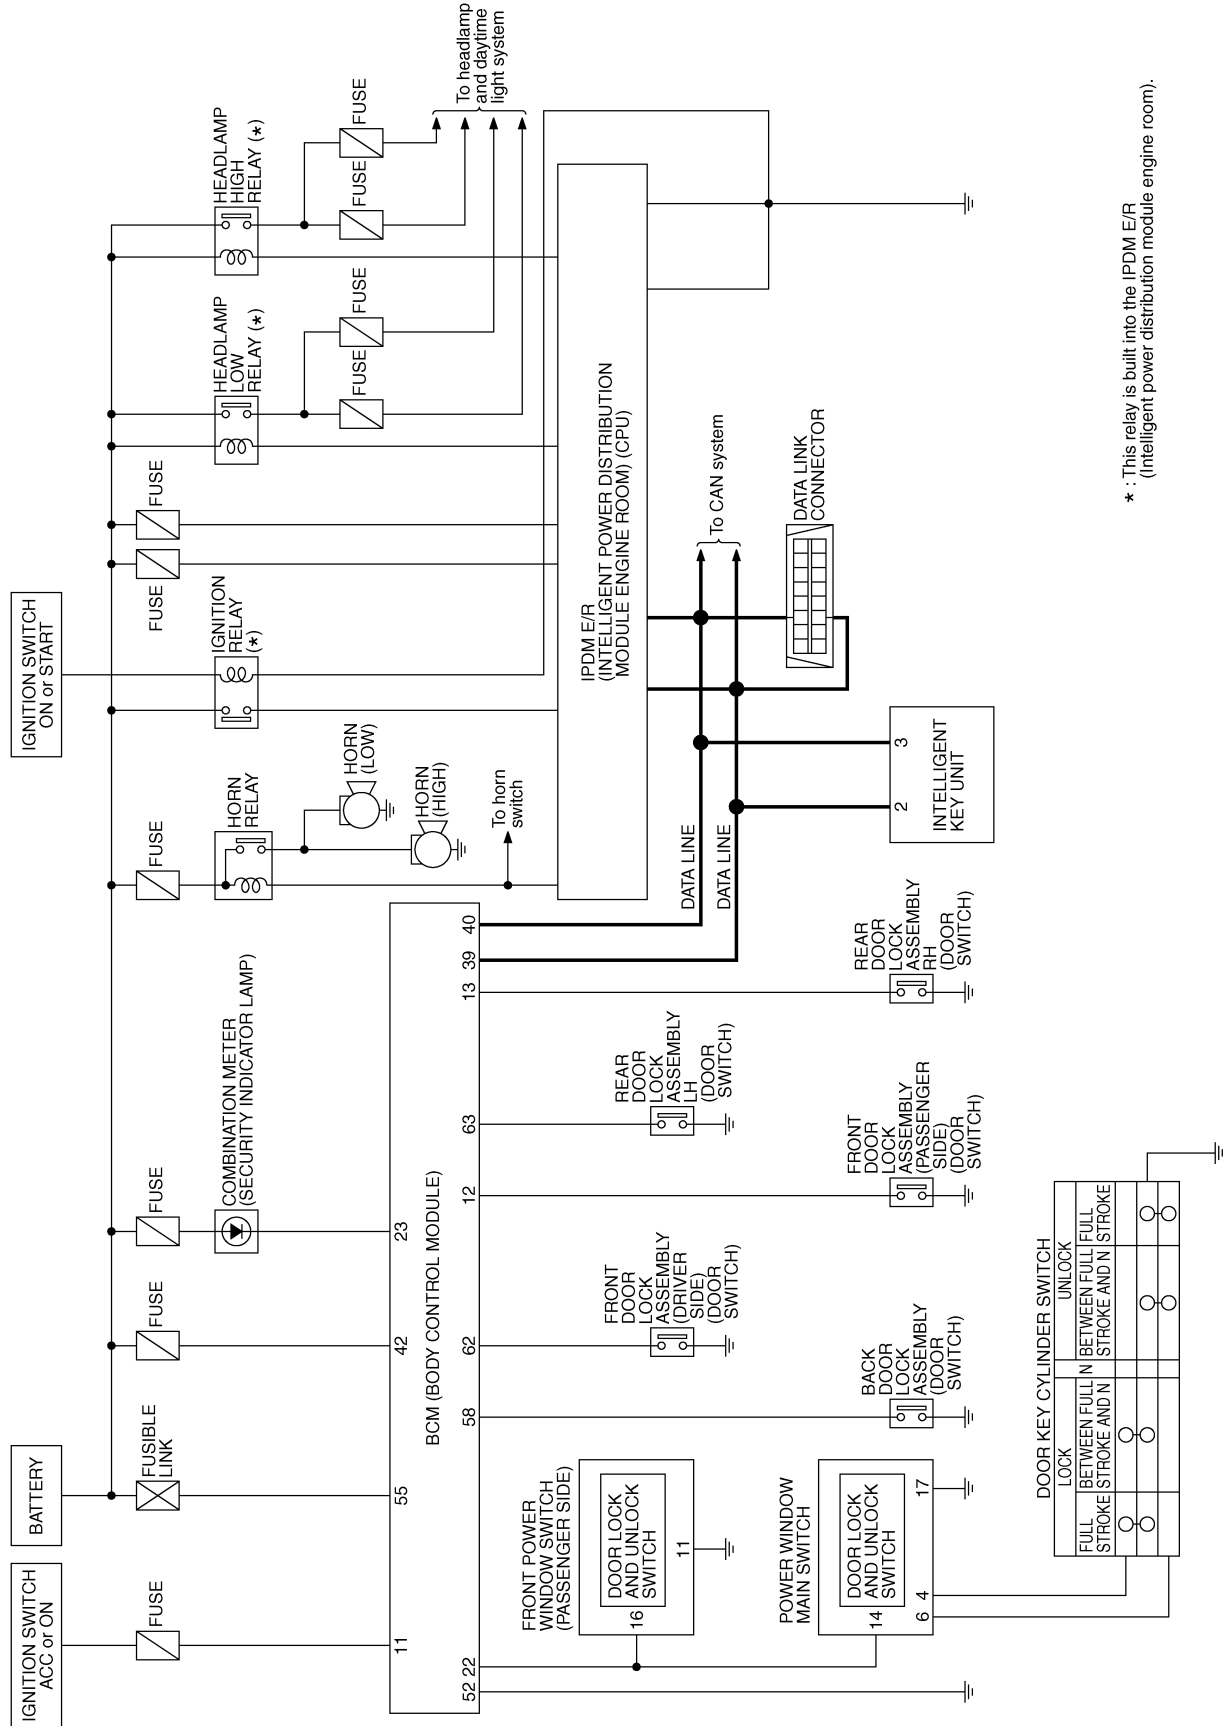 IGNITION SWITCH
ACC or ON
BATTERY
IGNITION SWITCH
ON or START
FUSE
FUSIBLE
LINK
FUSE
FUSE
COMBINATION METER
(SECURITY INDICATOR LAMP)
FUSE
HORN
RELAY
HORN
(LOW)
HORN
(HIGH)
To horn
switch
IGNITION
RELAY
(*)
FUSE
FUSE
HEADLAMP
LOW
RELAY (*)
FUSE
FUSE
HEADLAMP
HIGH
RELAY (*)
FUSE
FUSE
To headlamp
and daytime
light system
11
55
42
23
BCM (BODY CONTROL MODULE)
52
22
58
62
12
63
13
39
40
IPDM E/R
(INTELLIGENT POWER DISTRIBUTION
MODULE ENGINE ROOM) (CPU)
DATA LINE
DATA LINE
To CAN system
DATA LINK
CONNECTOR
2
3
INTELLIGENT
KEY UNIT
FRONT POWER
WINDOW SWITCH
(PASSENGER SIDE)
16
DOOR LOCK
AND UNLOCK
SWITCH
11
FRONT
DOOR
LOCK
ASSEMBLY
(DRIVER
SIDE)
(DOOR
SWITCH)
REAR
DOOR
LOCK
ASSEMBLY
LH
(DOOR
SWITCH)
POWER WINDOW
MAIN SWITCH
14
DOOR LOCK
AND UNLOCK
SWITCH
6
4
17
BACK
DOOR
LOCK
ASSEMBLY
(DOOR
SWITCH)
FRONT
DOOR
LOCK
ASSEMBLY
(PASSENGER
SIDE)
(DOOR
SWITCH)
REAR
DOOR
LOCK
ASSEMBLY
RH
(DOOR
SWITCH)
DOOR KEY CYLINDER SWITCH
LOCK
UNLOCK
FULL
STROKE
BETWEEN FULL
STROKE AND N
N
BETWEEN FULL
STROKE AND N
FULL
STROKE
* : This relay is built into the IPDM E/R
(Intelligent power distribution module engine room).